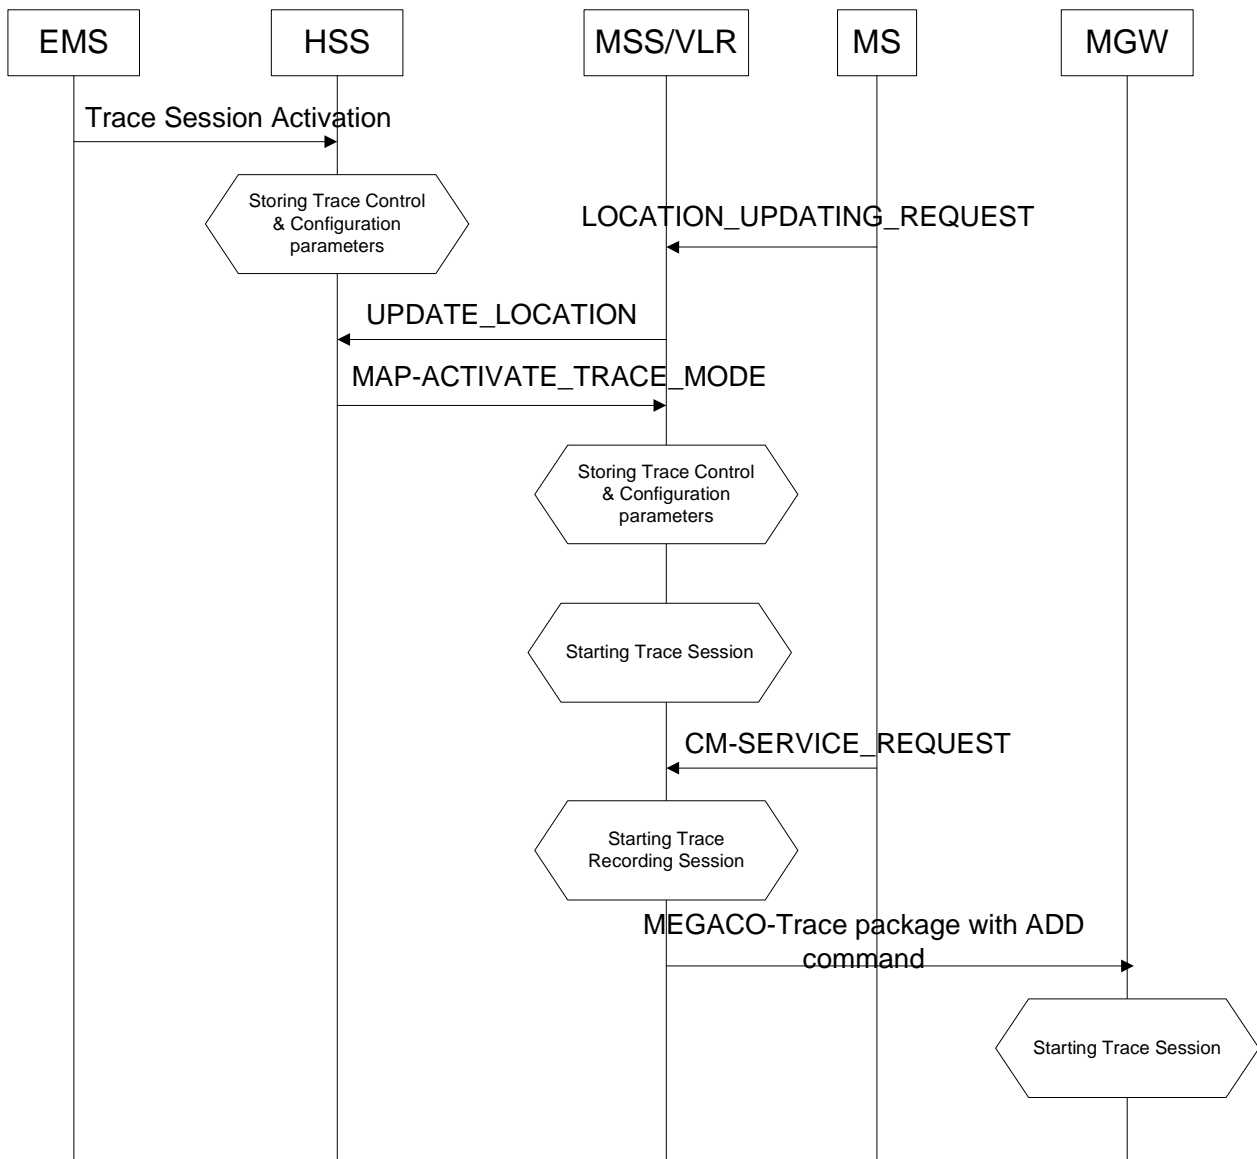 EMS
HSS
MSS/VLR
MS
MGW
Trace Session Activation
Storing Trace Control
& Configuration
parameters
LOCATION_UPDATING_REQUEST
UPDATE_LOCATION
MAP-ACTIVATE_TRACE_MODE
Storing Trace Control
& Configuration
parameters
Starting Trace Session
CM-SERVICE_REQUEST
Starting Trace
Recording Session
MEGACO-Trace package with ADD
command
Starting Trace Session